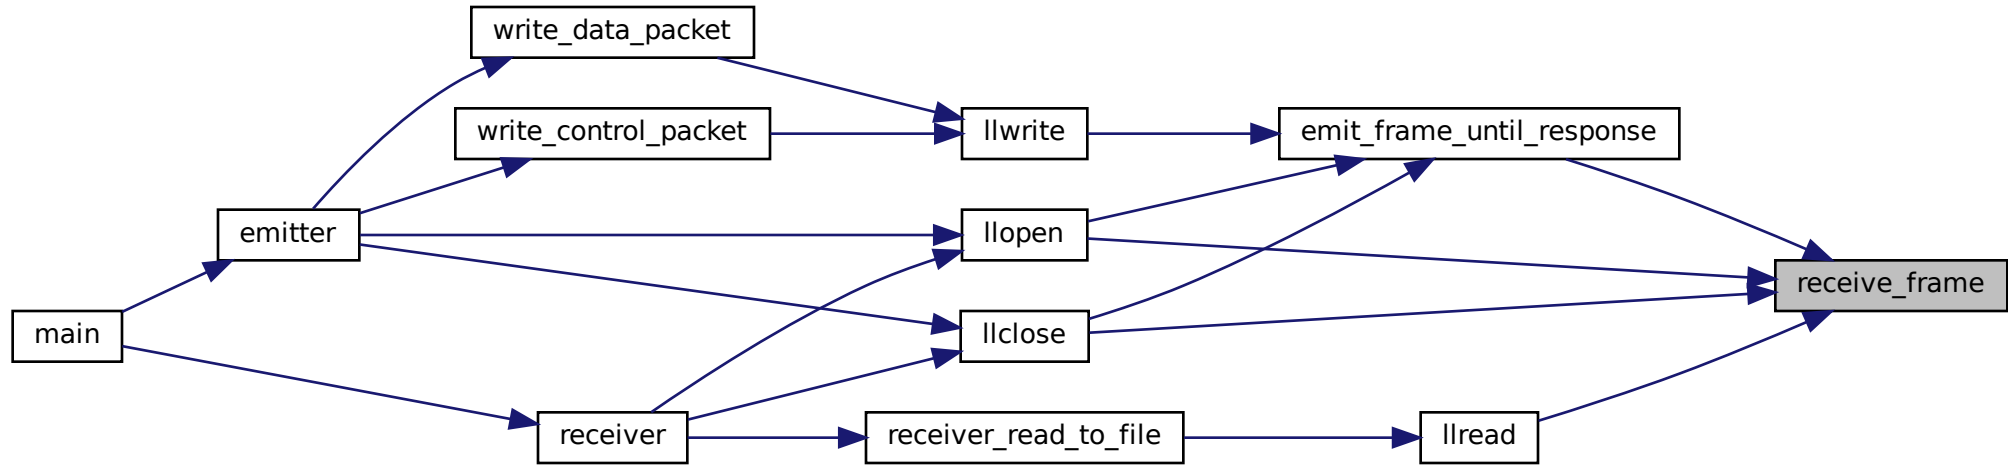 write_data_packet
write_control_packet
llwrite
emit_frame_until_response
emitter
llopen
receive_frame
main
llclose
receiver
receiver_read_to_file
llread